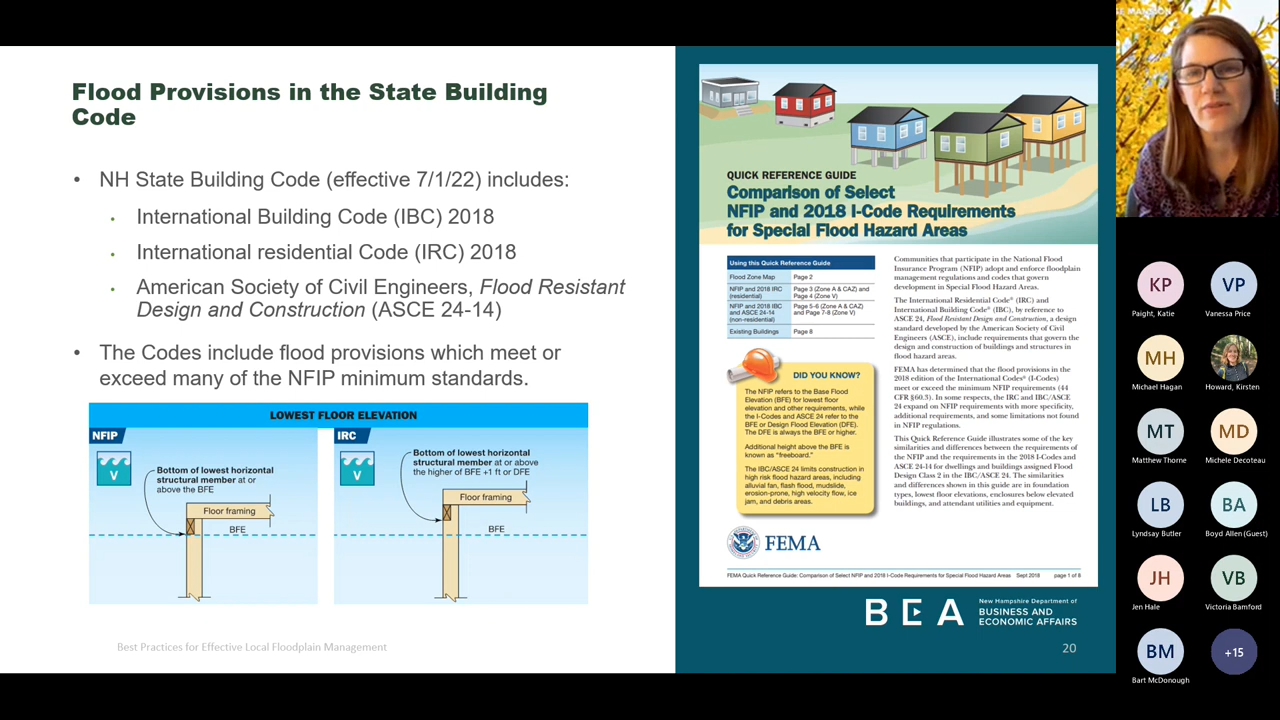 Flood Provisions in the State Building
Code
• NH State Building Code (effective 7/1/22) includes:
• International Building Code (IBC) 2018
• International residential Code (IRC) 2018
• American Society of Civil Engineers, Flood Resistant
Design and Construction (ASCE 24-14)
• The Codes include flood provisions which meet or
exceed many of the NFIP minimum standards.
LOWEST FLOOR ELEVATION
NFIP
V
Bottom of lowest horizontal
structural member at or
above the BFE
Floor framing
BFE
IRC
V
Bottom of lowest horizontal
structural member at or above
the higher of BFE +1 ft or DFE
Floor framing
BFE
Best Practices for Effective Local Floodplain Management
QUICK REFERENCE GUIDE
Comparison of Select
NFIP and 2018 I-Code Requirements
for Special Flood Hazard Areas
Using this Quick Reference Guide
Flood Zone Map Page 2
NFIP and 2018 IRC Page 3 (Zone A & CAZ) and
(residential) Page 4 (Zone V)
NFIP and 2018 IBC Page 5-6 (Zone A & CAZ)
and ASCE 24-14 and Page 7-8 (Zone V)
(non-residential)
Existing Buildings Page 8
DID YOU KNOW?
The NFIP refers to the Base Flood
Elevation (BFE) for lowest floor
elevation and other requirements, while
the I-Codes and ASCE 24 refer to the
BFE or Design Flood Elevation (DFE).
The DFE is always the BFE or higher.
Additional height above the BFE is
known as "freeboard."
The IBC/ASCE 24 limits construction in
high risk flood hazard areas, including
alluvial fan, flash flood, mudslide,
erosion-prone, high velocity flow, ice
jam, and debris areas.
Communities that participate in the National Flood
Insurance Program (NFIP) adopt and enforce floodplain
management regulations and codes that govern
development in Special Flood Hazard Areas.
The International Residential Code® (IRC) and
International Building Code® (IBC), by reference to
ASCE 24, Flood Resistant Design and Construction, a design
standard developed by the American Society of Civil
Engineers (ASCE), include requirements that govern the
design and construction of buildings and structures in
flood hazard areas.
FEMA has determined that the flood provisions in the
2018 edition of the International Codes® (I-Codes)
meet or exceed the minimum NFIP requirements (44
CFR §60.3). In some respects, the IRC and IBC/ASCE
24 expand on NFIP requirements with more specificity,
additional requirements, and some limitations not found
in NFIP regulations.
This Quick Reference Guide illustrates some of the key
similarities and differences between the requirements of
the NFIP and the requirements in the 2018 I-Codes and
ASCE 24-14 for dwellings and buildings assigned Flood
Design Class 2 in the IBC/ASCE 24. The similarities
and differences shown in this guide are in foundation
types, lowest floor elevations, enclosures below elevated
buildings, and attendant utilities and equipment.
FEMA
FEMA Quick Reference Guide: Comparison of Select NFIP and 2018 I-Code Requirements for Special Flood Hazard Areas Sept 2018 page 1 of 8
BEA
New Hampshire Department of
BUSINESS AND
ECONOMIC AFFAIRS
20
KP
Paight, Katie
VP
Vanessa Price
MH
Michael Hagan
Howard, Kirsten
MT
Matthew Thorne
MD
Michele Decoteau
LB
Lyndsay Butler
BA
Boyd Allen (Guest)
JH
Jen Hale
VB
Victoria Bamford
BM
Bart McDonough
+15